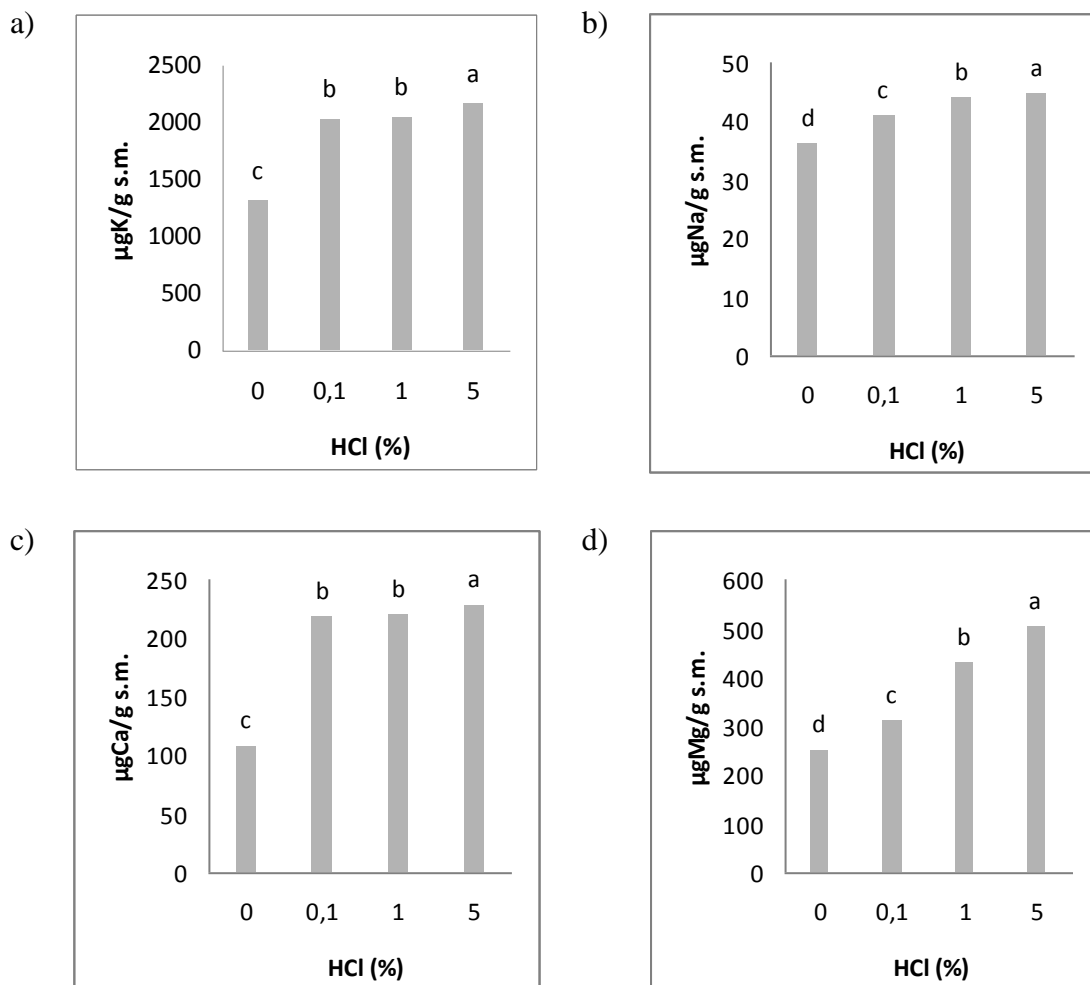 a)
2500
2000
1500
1000
500
0
µgK/g s.m.
c
b
b
a
0 0,1 1 5
HCl (%)
b)
50
40
30
20
10
0
µgNa/g s.m.
d
c
b
a
0 0,1 1 5
HCl (%)
c)
250
200
150
100
50
0
µgCa/g s.m.
c
b
b
a
0 0,1 1 5
HCl (%)
d)
600
500
400
300
200
100
0
µgMg/g s.m.
d
c
b
a
0 0,1 1 5
HCl (%)